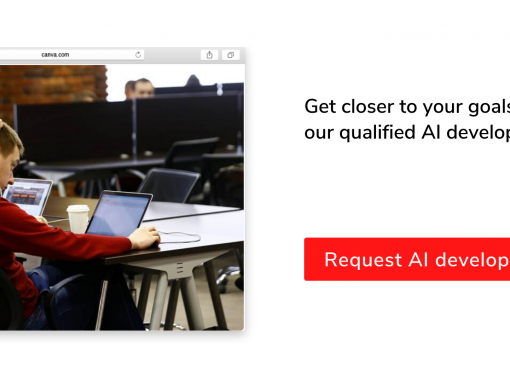 canva.com
Get closer to your goals
our qualified AI develop
Request AI develop